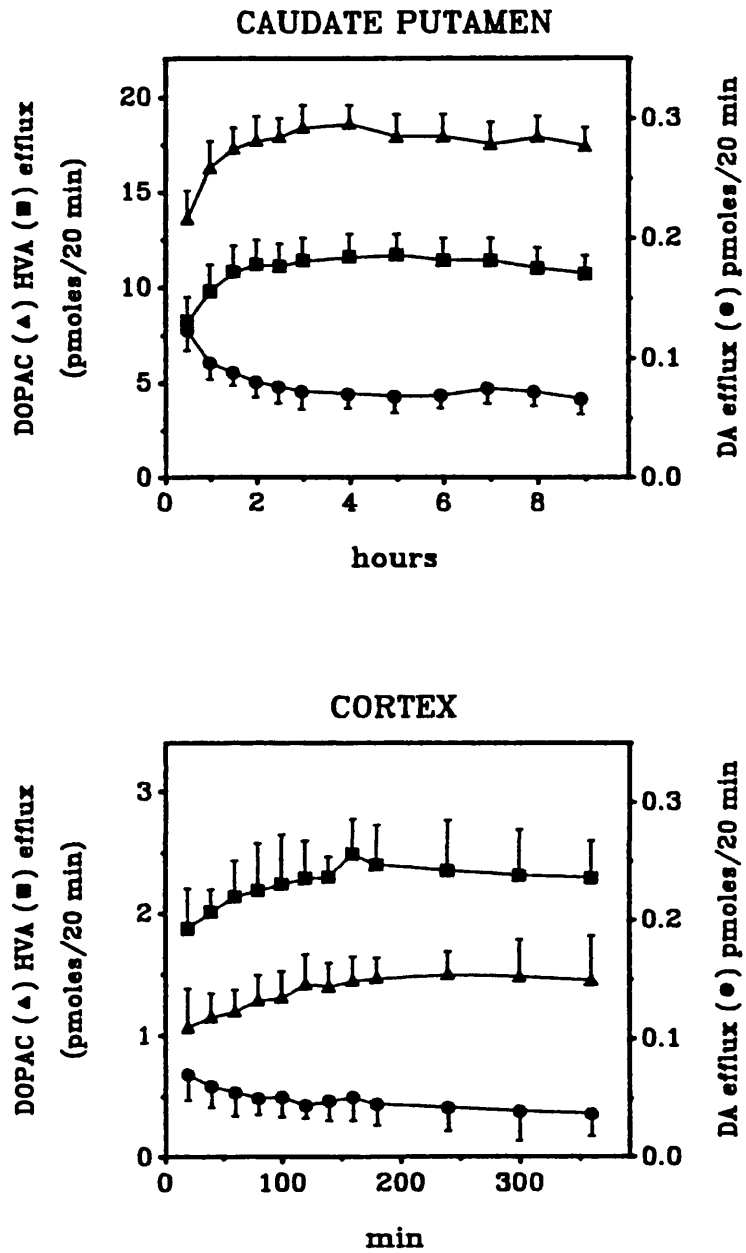 CAUDATE PUTAMEN
DOPAC (▲) HVA (■) efflux
(pmoles/20 min)
20
15
10
5
0
0.3
0.2
0.1
0.0
DA efflux (●) pmoles/20 min
0 2 4 6 8
hours
CORTEX
DOPAC (▲) HVA (■) efflux
(pmoles/20 min)
3
2
1
0
0.3
0.2
0.1
0.0
DA efflux (●) pmoles/20 min
0 100 200 300
min